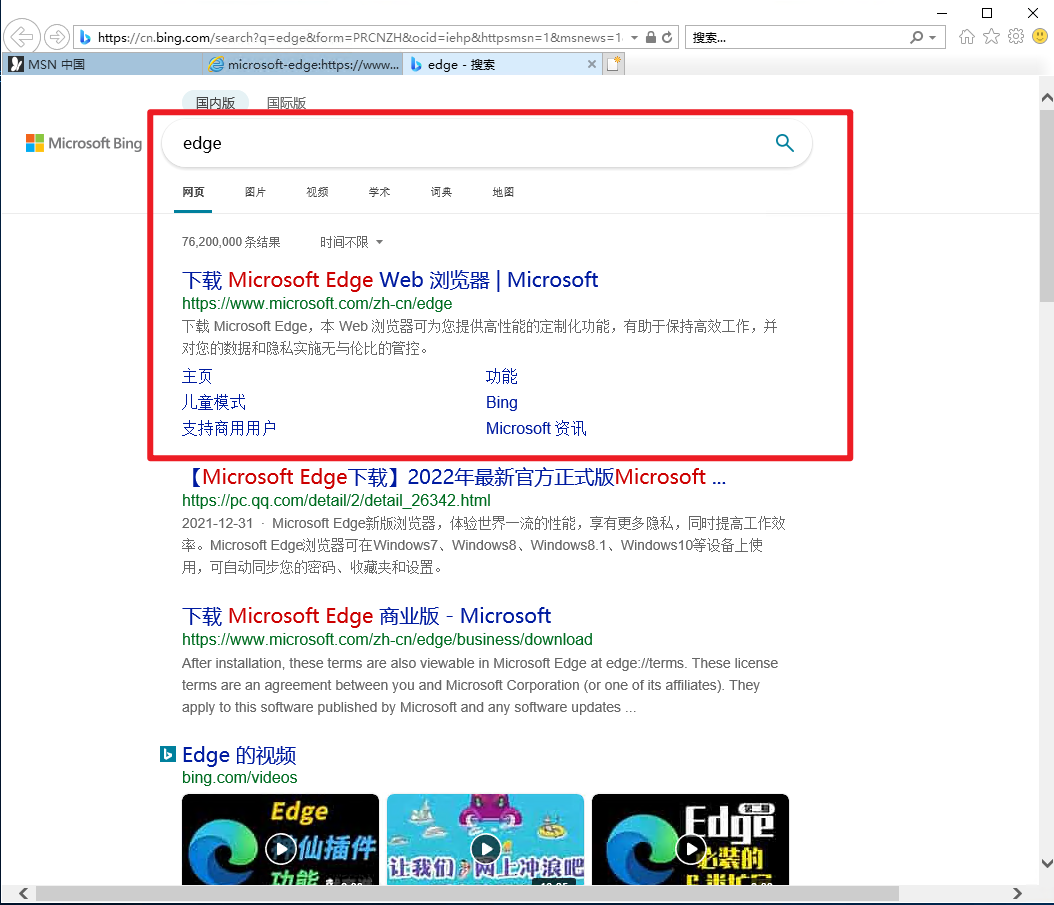 https://cn.bing.com/search?q=edge&form=PRCNZH&ocid=iehp&httpsmsn=1&msnews=1
搜索...
MSN 中国
microsoft-edge:https://www...
edge - 搜索
国内版 国际版
Microsoft Bing
edge
网页 图片 视频 学术 词典 地图
76,200,000 条结果 时间不限
下载 Microsoft Edge Web 浏览器 | Microsoft
https://www.microsoft.com/zh-cn/edge
下载 Microsoft Edge，本 Web 浏览器可为您提供高性能的定制化功能，有助于保持高效工作，并
对您的数据和隐私实施无与伦比的管控。
主页 功能
儿童模式 Bing
支持商用用户 Microsoft 资讯
【Microsoft Edge下载】2022年最新官方正式版Microsoft ...
https://pc.qq.com/detail/2/detail_26342.html
2021-12-31 · Microsoft Edge新版浏览器，体验世界一流的性能，享有更多隐私，同时提高工作效
率。Microsoft Edge浏览器可在Windows7、Windows8、Windows8.1、Windows10等设备上使
用，可自动同步您的密码、收藏夹和设置。
下载 Microsoft Edge 商业版 - Microsoft
https://www.microsoft.com/zh-cn/edge/business/download
After installation, these terms are also viewable in Microsoft Edge at edge://terms. These license
terms are an agreement between you and Microsoft Corporation (or one of its affiliates). They
apply to this software published by Microsoft and any software updates ...
Edge 的视频
bing.com/videos
Edge
仙插件
功能
让我们 网上冲浪吧
Edge
必装的